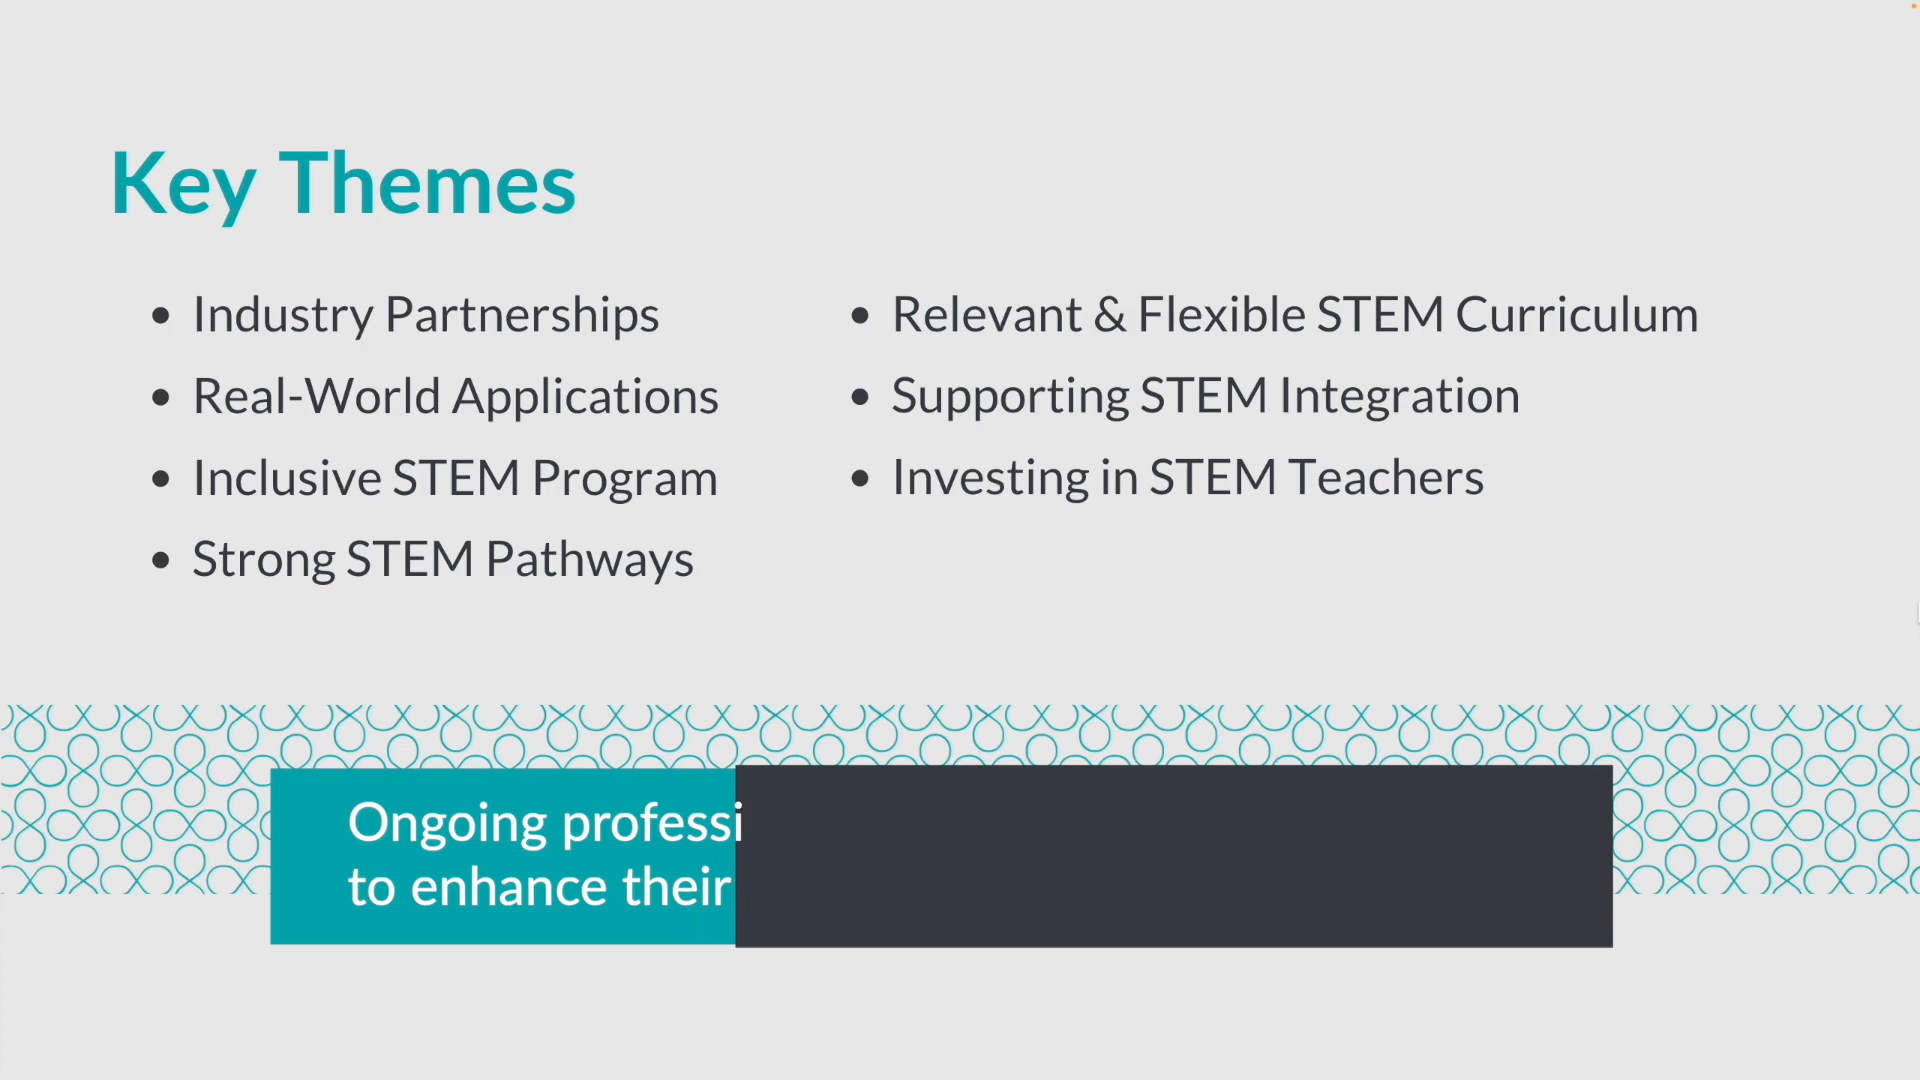 Key Themes
Industry Partnerships
Real-World Applications
Inclusive STEM Program
Strong STEM Pathways
Relevant & Flexible STEM Curriculum
Supporting STEM Integration
Investing in STEM Teachers
Ongoing
to enhance their